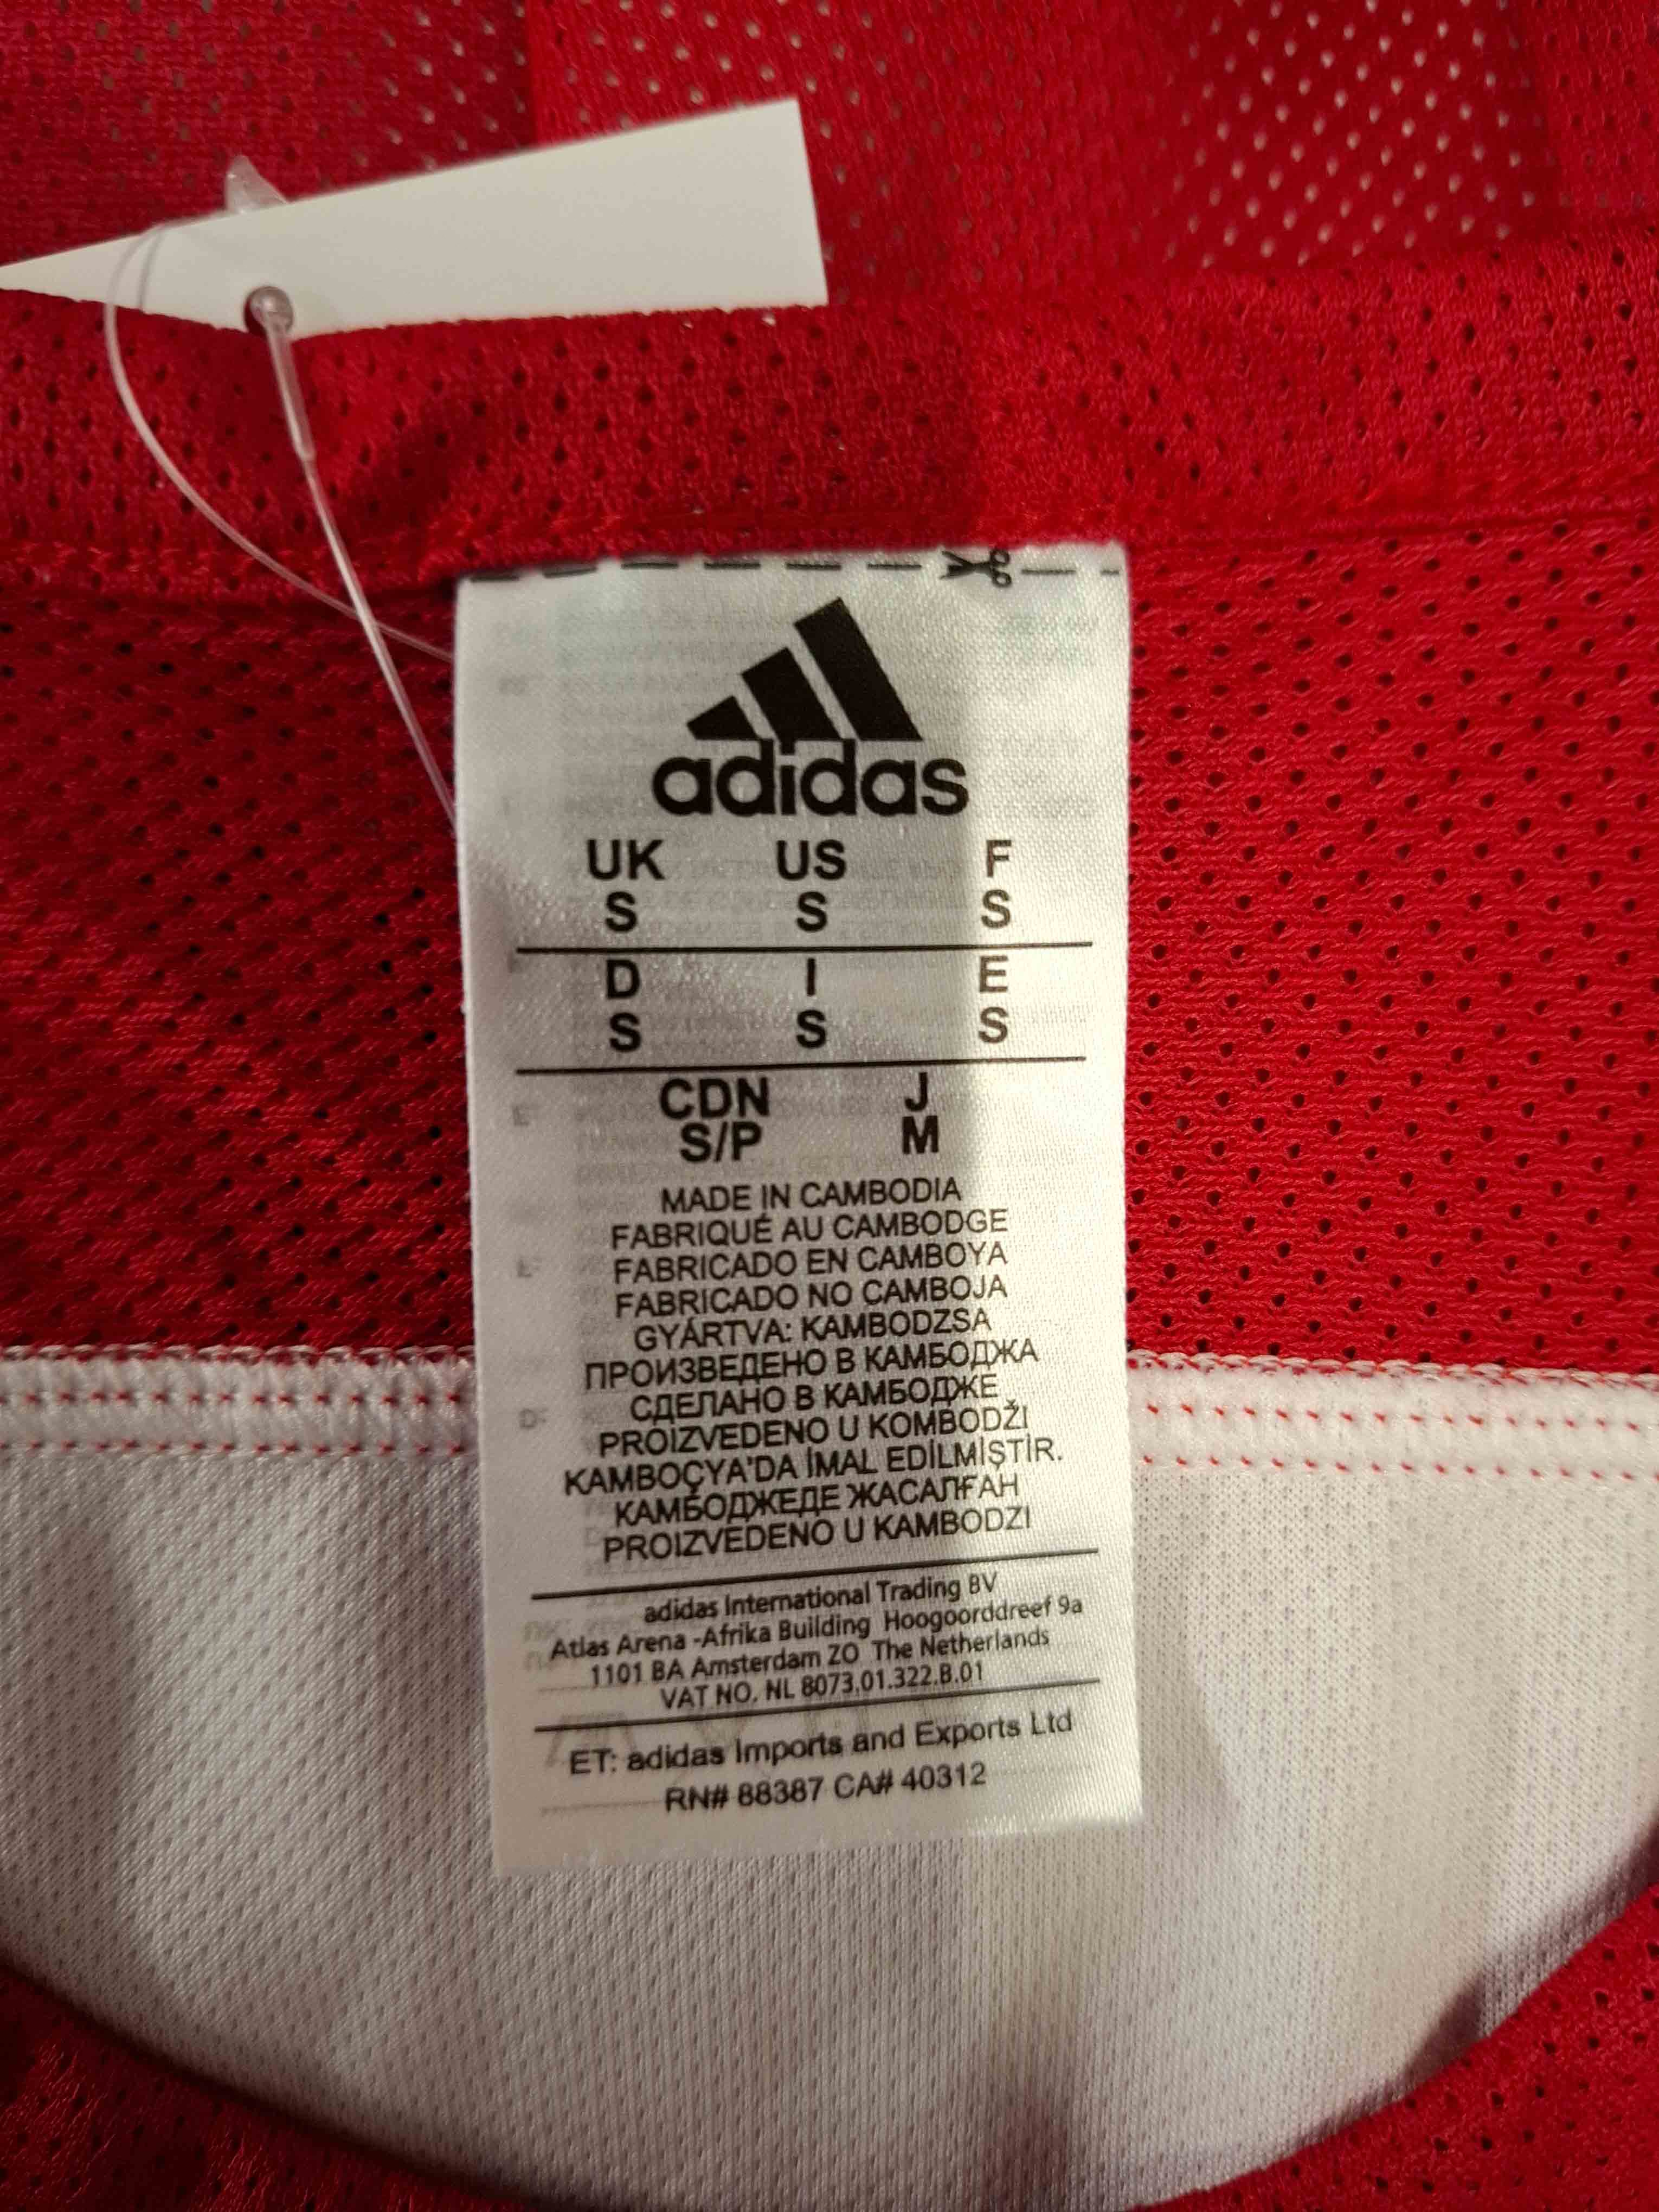 adidas
UK US F
S S S
D I E
S S S
CDN J
S/P M
MADE IN CAMBODIA
FABRIQUÉ AU CAMBODGE
FABRICADO EN CAMBOYA
FABRICADO NO CAMBOJA
GYÁRTVA: KAMBODZSA
ПРОИЗВЕДЕНО В КАМБОДЖА
СДЕЛАНО В КАМБОДЖЕ
PROIZVEDENO U KOMBODŽI
KAMBOÇYA'DA İMAL EDİLMİŞTİR.
КАМБОДЖЕДЕ ЖАСАЛҒАН
PROIZVEDENO U KAMBODZI
adidas International Trading BV
Atlas Arena -Afrika Building Hoogoorddreef 9a
1101 BA Amsterdam ZO The Netherlands
VAT NO. NL 8073.01.322.B.01
ET: adidas Imports and Exports Ltd
RN# 88387 CA# 40312